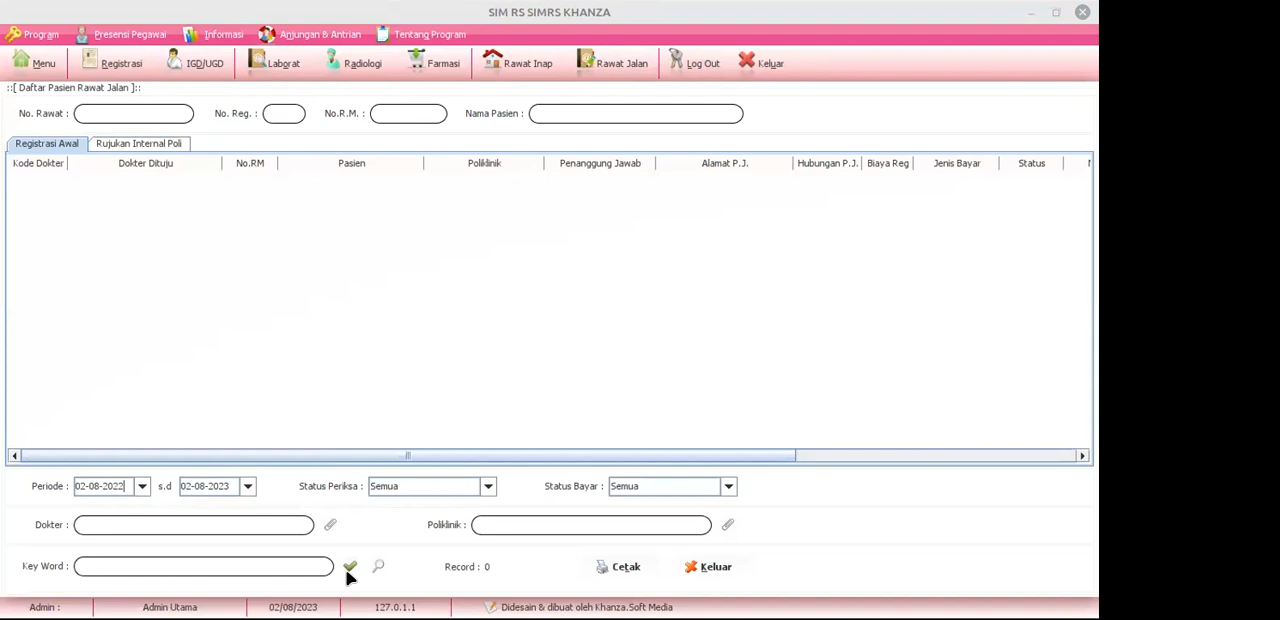 SIM RS SIMRS KHANZA
Program Presensi Pegawai Informasi Anjungan & Antrian Tentang Program
Menu Registrasi IGD/UGD Laborat Radiologi Farmasi Rawat Inap Rawat Jalan Log Out Keluar
::[ Daftar Pasien Rawat Jalan ]::
No. Rawat : No. Reg. : No.R.M. : Nama Pasien :
Registrasi Awal Rujukan Internal Poli
Kode Dokter Dokter Dituju No.RM Pasien Poliklinik Penanggung Jawab Alamat P.J. Hubungan P.J. Biaya Reg Jenis Bayar Status
Periode : 02-08-2022 s.d 02-08-2023 Status Periksa : Semua Status Bayar : Semua
Dokter : Poliklinik :
Key Word : Record : 0 Cetak Keluar
Admin : Admin Utama 02/08/2023 127.0.1.1 Didesain & dibuat oleh Khanza.Soft Media